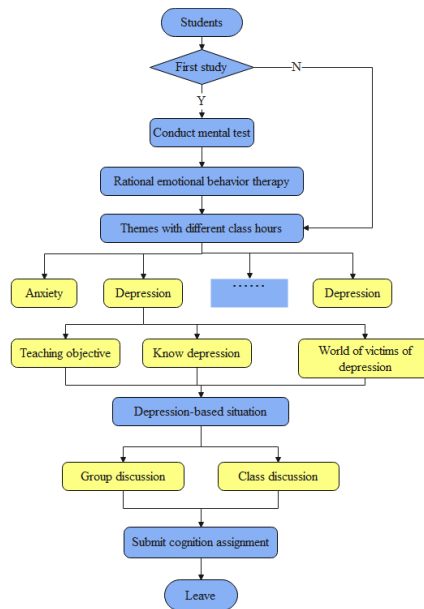 Students
First study
N
Y
Conduct mental test
Rational emotional behavior therapy
Themes with different class hours
Anxiety
Depression
......
Depression
Teaching objective
Know depression
World of victims of
depression
Depression-based situation
Group discussion
Class discussion
Submit cognition assignment
Leave